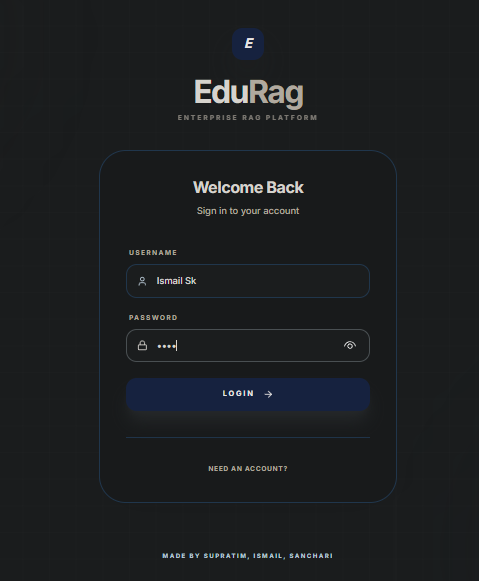 E
EduRag
ENTERPRISE RAG PLATFORM
Welcome Back
Sign in to your account
USERNAME
Ismail Sk
PASSWORD
••••
LOGIN →
NEED AN ACCOUNT?
MADE BY SUPRATIM, ISMAIL, SANCHARI